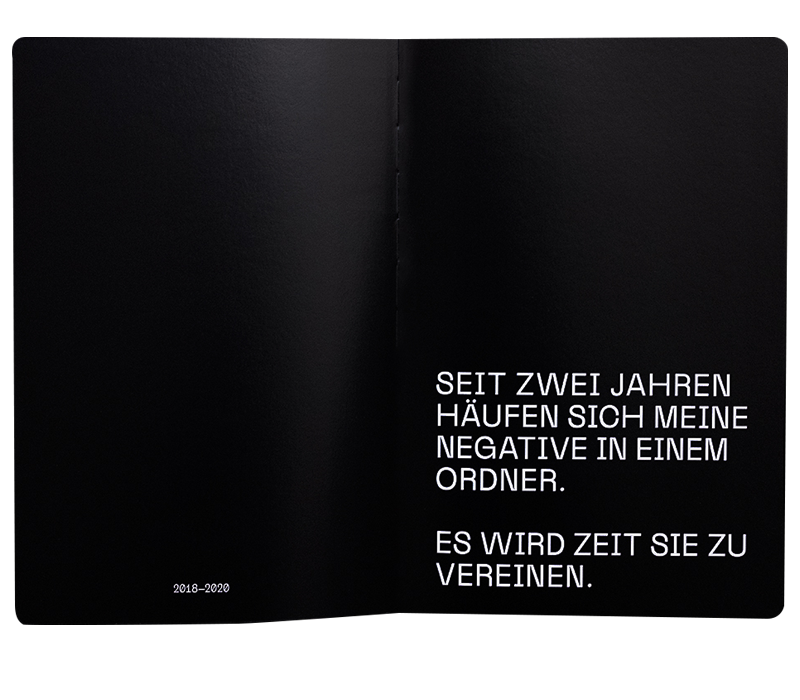 2018–2020
SEIT ZWEI JAHREN
HÄUFEN SICH MEINE
NEGATIVE IN EINEM
ORDNER.
ES WIRD ZEIT SIE ZU
VEREINEN.